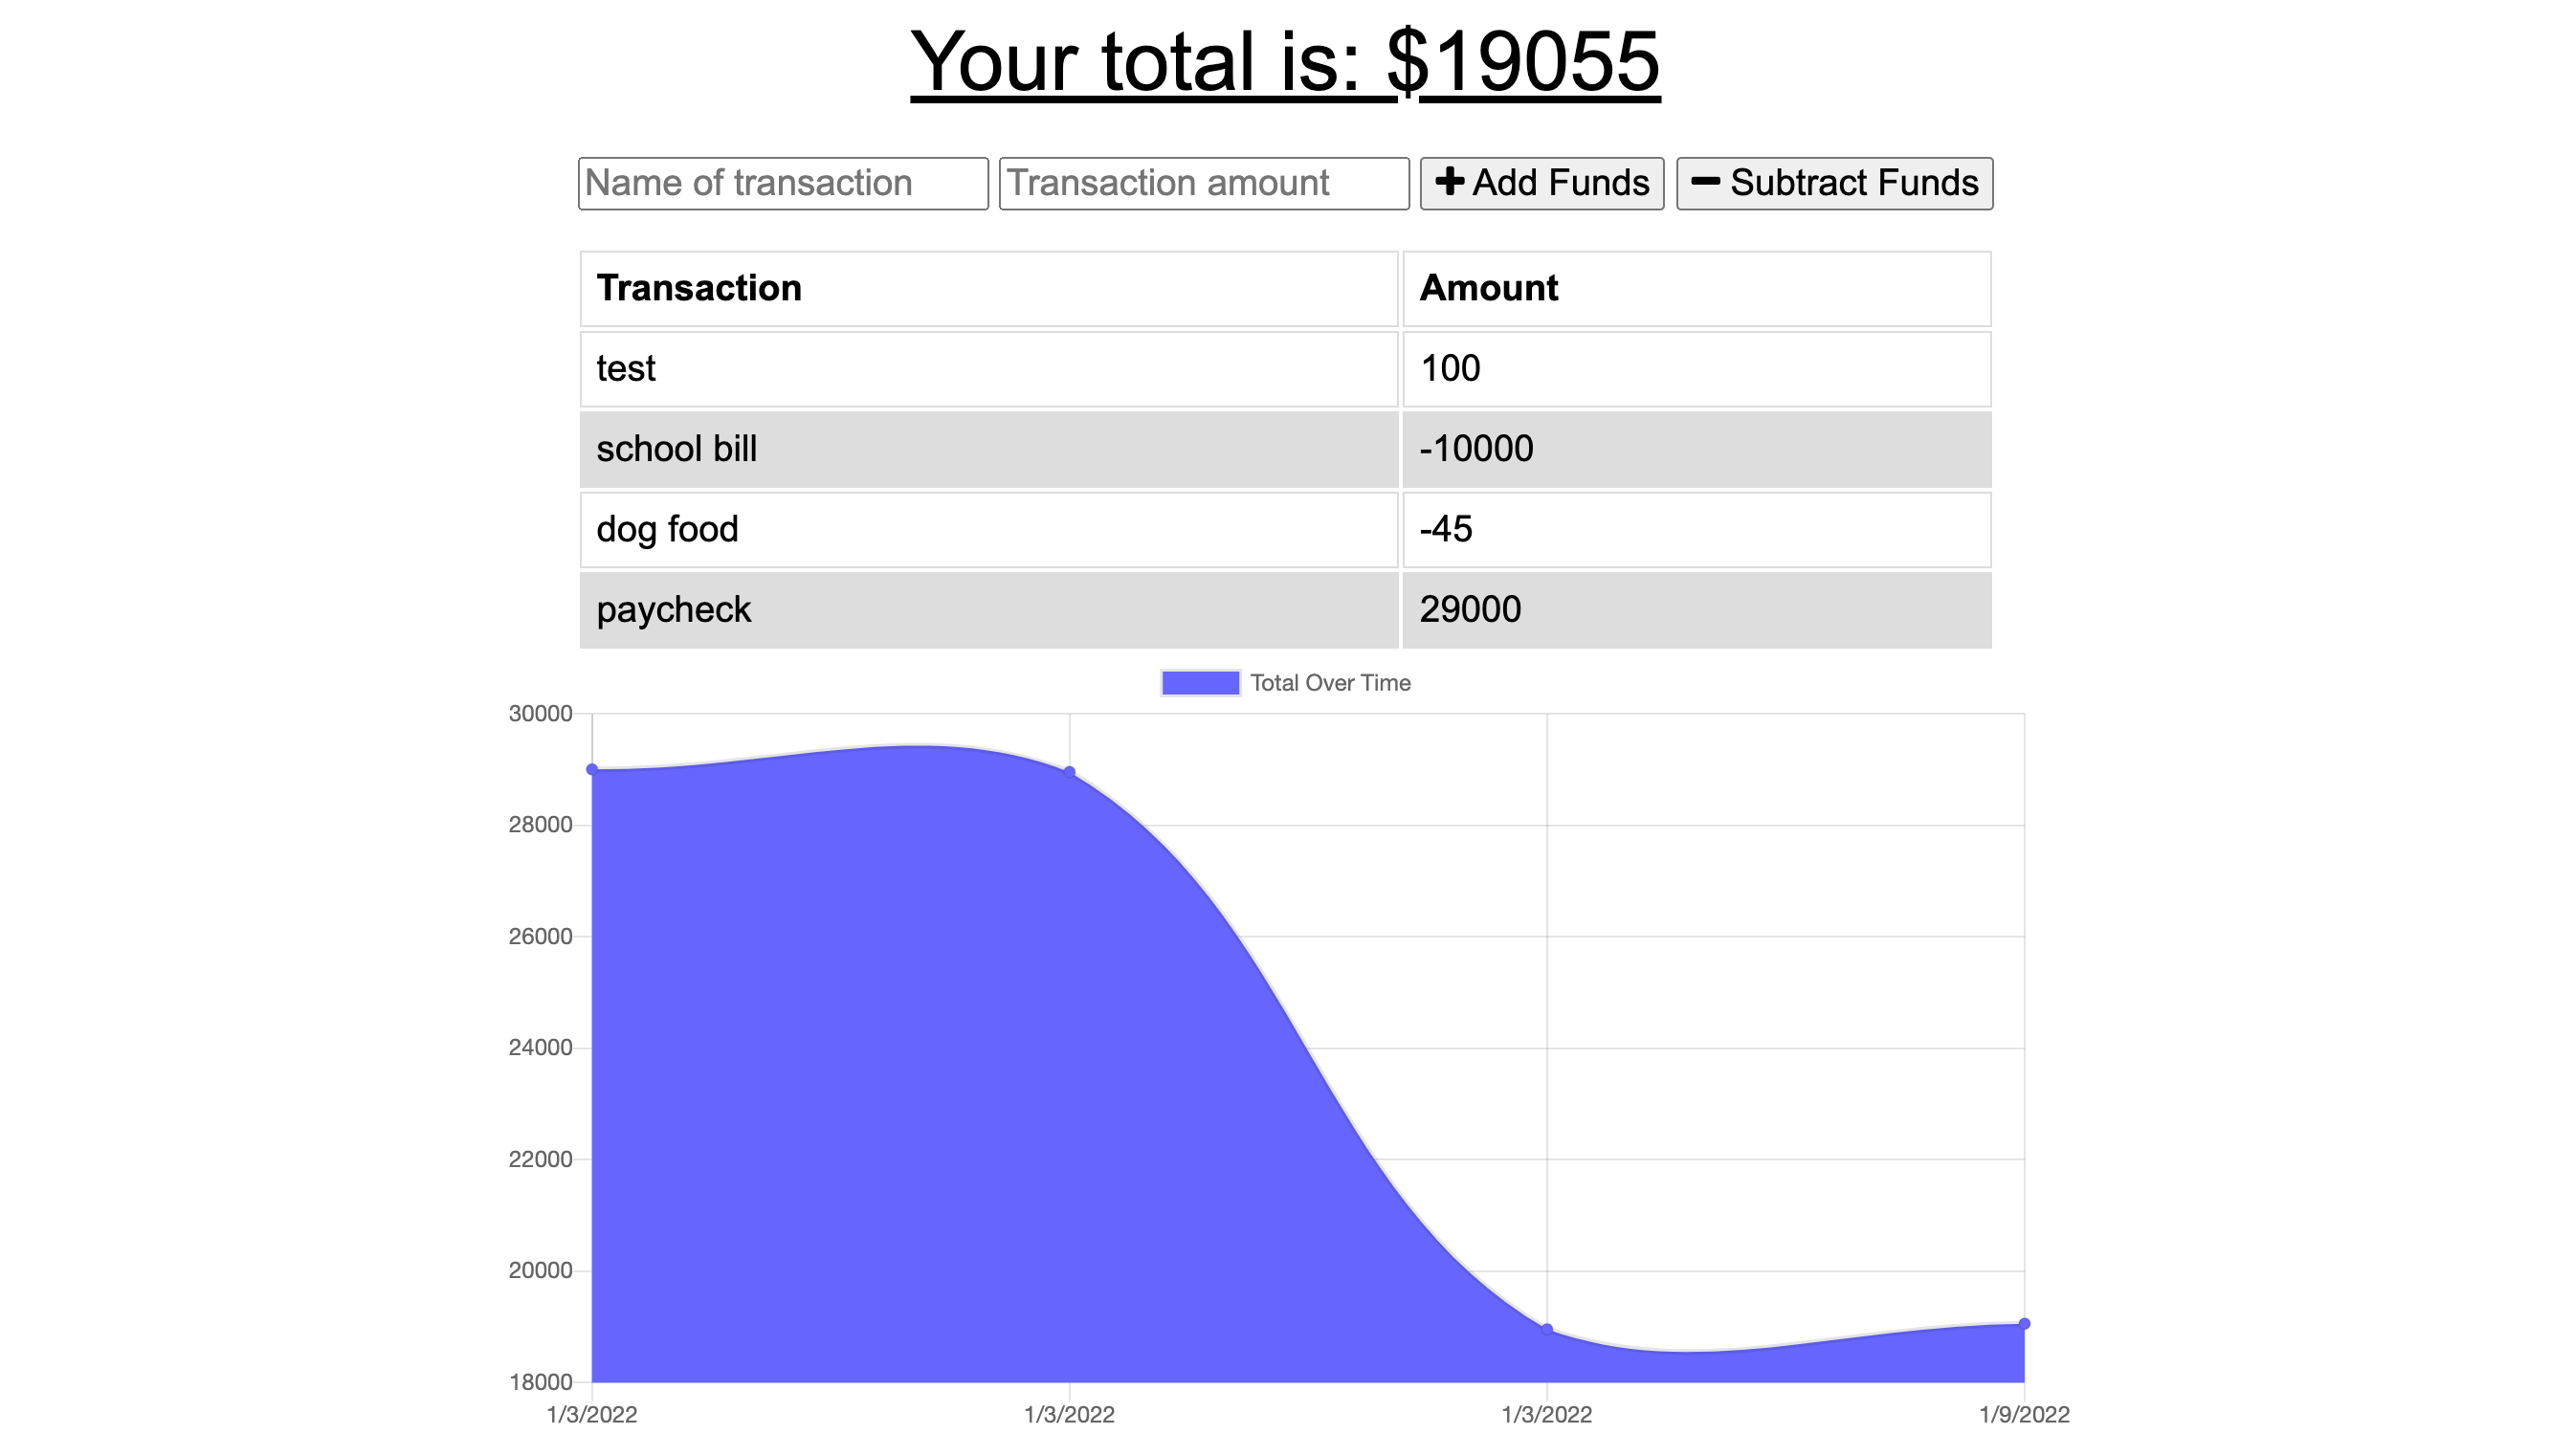 Your total is: $19055
Name of transaction Transaction amount Add Funds Subtract Funds
Transaction Amount
test 100
school bill -10000
dog food -45
paycheck 29000
Total Over Time
30000
28000
26000
24000
22000
20000
18000
1/3/2022 1/3/2022 1/3/2022 1/9/2022